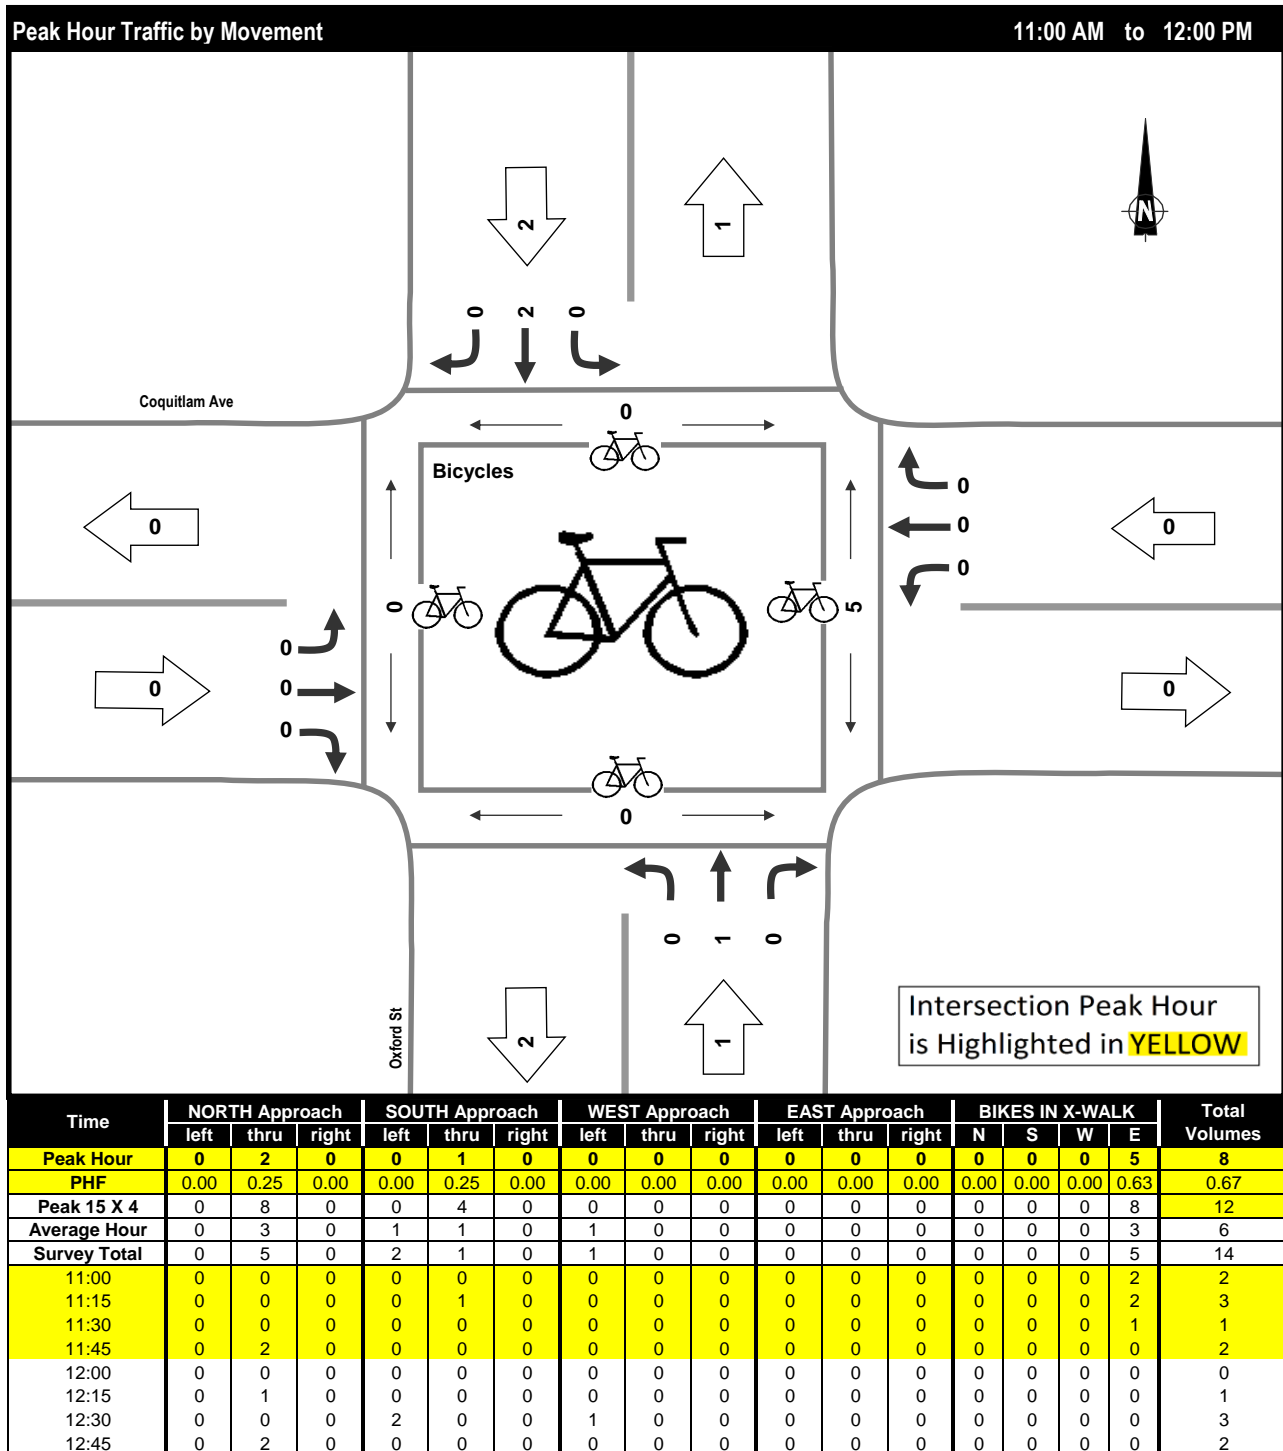 Peak Hour Traffic by Movement 11:00 AM to 12:00 PM
2 1
N
0 2 0
Coquitlam Ave
0
Bicycles
0
0
0
0 0
0
0 5
0
0 0 0
0
0
0 1 0
Oxford St
2 1
Intersection Peak Hour
is Highlighted in YELLOW
Time NORTH Approach SOUTH Approach WEST Approach EAST Approach BIKES IN X-WALK Total
left thru right left thru right left thru right left thru right N S W E Volumes
Peak Hour 0 2 0 0 1 0 0 0 0 0 0 0 0 0 0 5 8
PHF 0.00 0.25 0.00 0.00 0.25 0.00 0.00 0.00 0.00 0.00 0.00 0.00 0.00 0.00 0.00 0.63 0.67
Peak 15 X 4 0 8 0 0 4 0 0 0 0 0 0 0 0 0 0 8 12
Average Hour 0 3 0 1 1 0 1 0 0 0 0 0 0 0 0 3 6
Survey Total 0 5 0 2 1 0 1 0 0 0 0 0 0 0 0 5 14
11:00 0 0 0 0 0 0 0 0 0 0 0 0 0 0 0 2 2
11:15 0 0 0 0 1 0 0 0 0 0 0 0 0 0 0 2 3
11:30 0 0 0 0 0 0 0 0 0 0 0 0 0 0 0 1 1
11:45 0 2 0 0 0 0 0 0 0 0 0 0 0 0 0 0 2
12:00 0 0 0 0 0 0 0 0 0 0 0 0 0 0 0 0 0
12:15 0 1 0 0 0 0 0 0 0 0 0 0 0 0 0 0 1
12:30 0 0 0 2 0 0 1 0 0 0 0 0 0 0 0 0 3
12:45 0 2 0 0 0 0 0 0 0 0 0 0 0 0 0 0 2